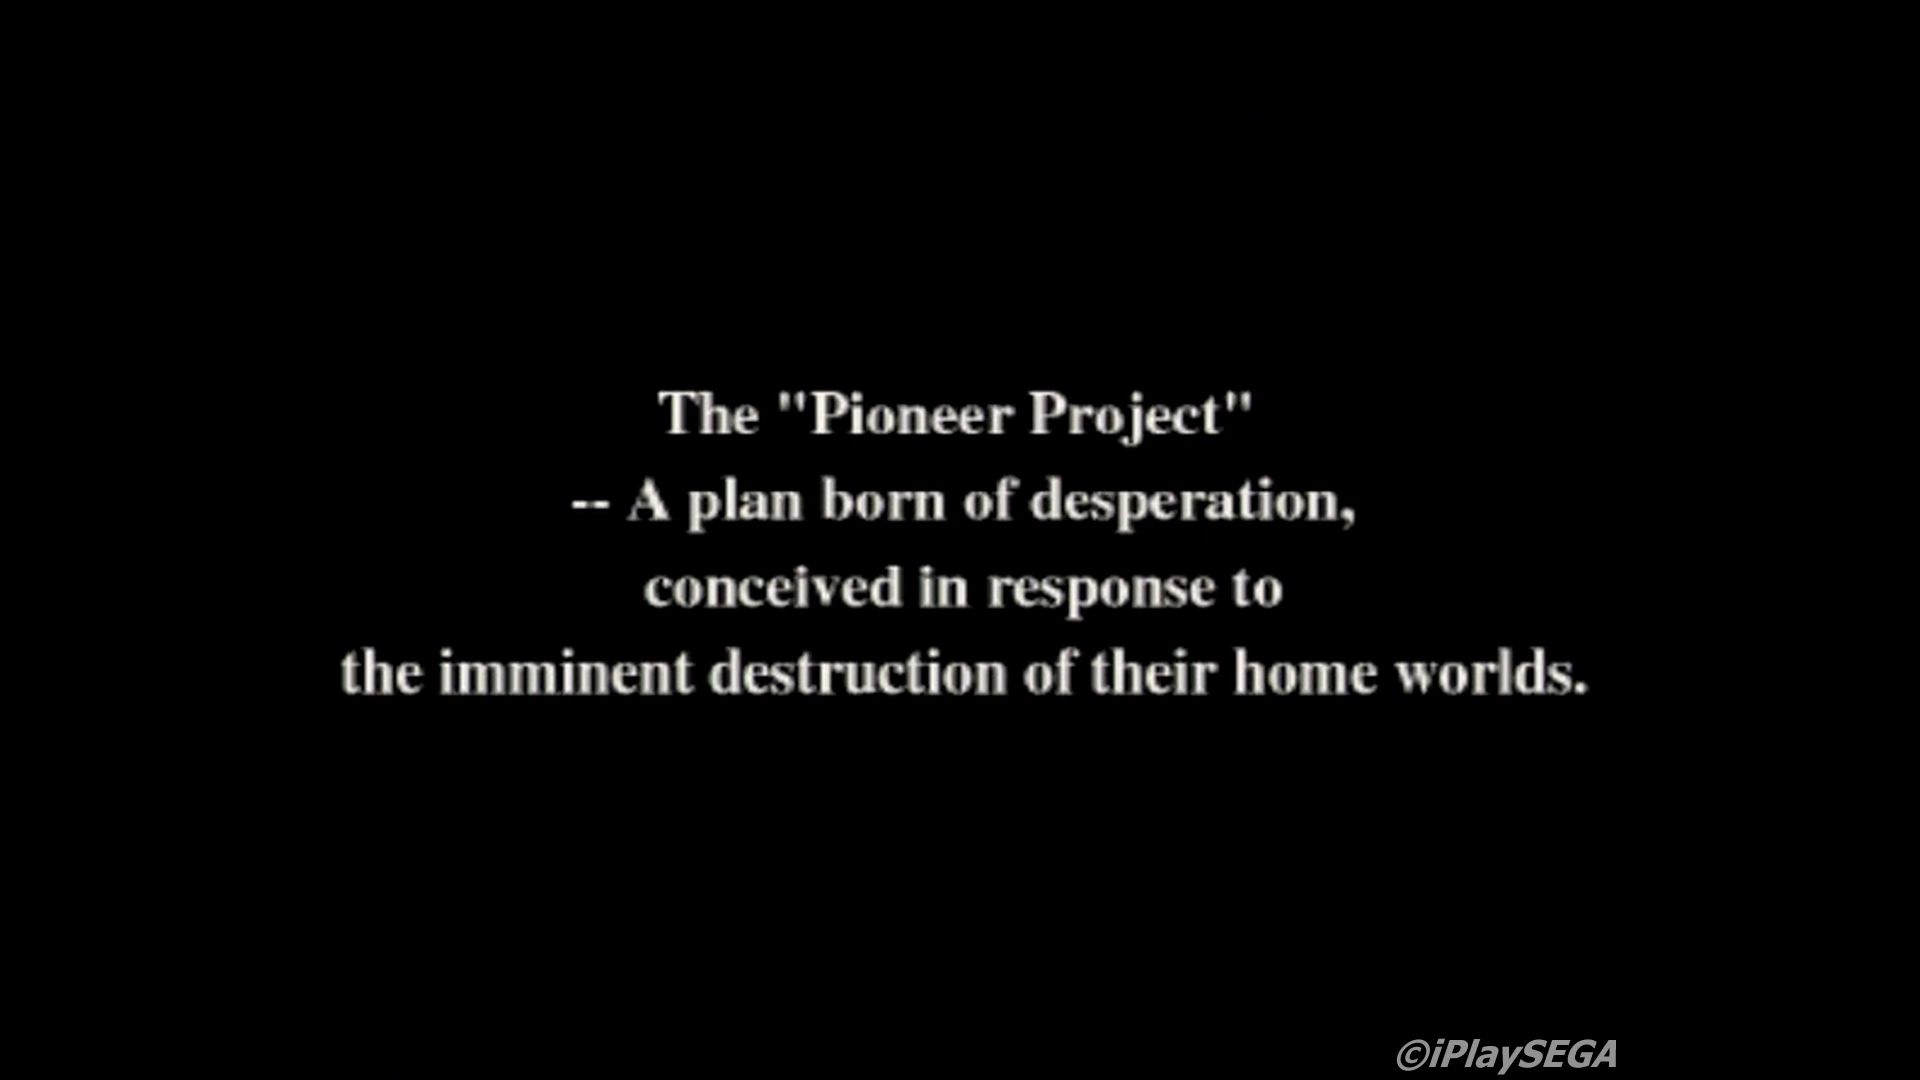 The "Pioneer Project"
-- A plan born of desperation,
conceived in response to
the imminent destruction of their home worlds.
©iPlaySEGA